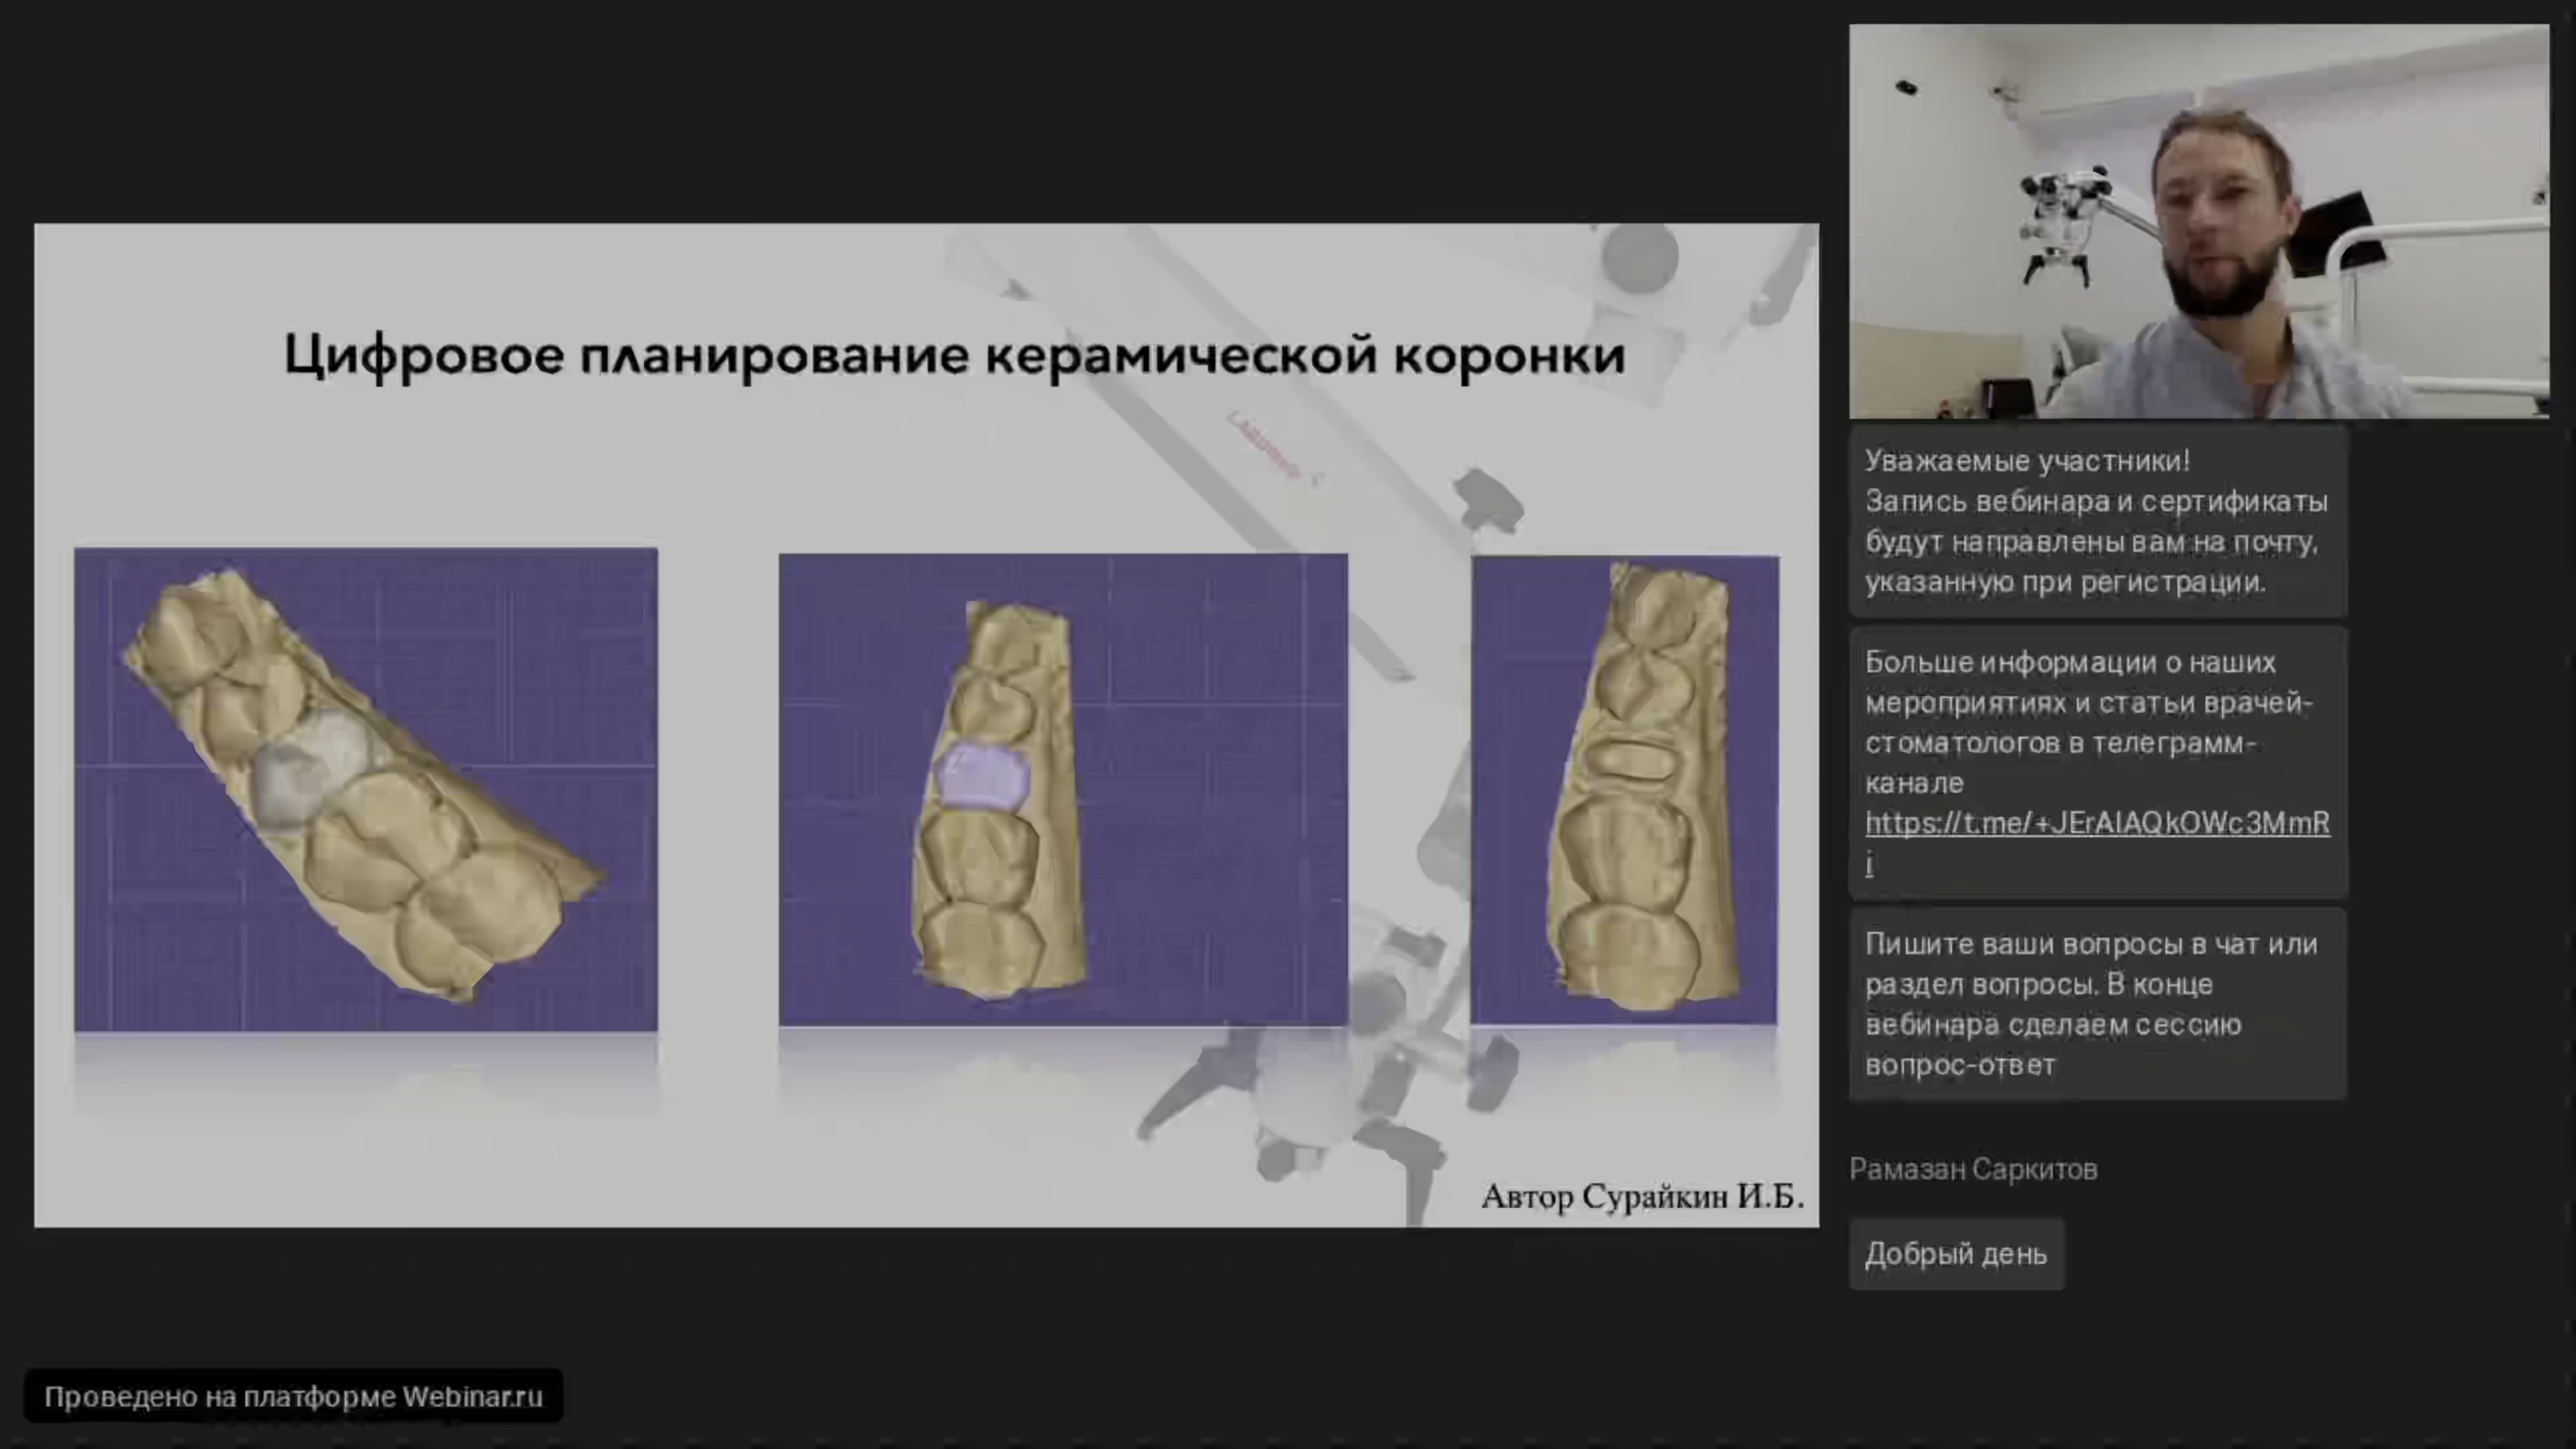 Цифровое планирование керамической коронки
Автор Сурайкин И.Б.
Уважаемые участники!
Запись вебинара и сертификаты
будут направлены вам на почту,
указанную при регистрации.
Больше информации о наших
мероприятиях и статьи врачей-
стоматологов в телеграмм-
канале
https://t.me/+JErAlAQkOWc3MmR
i
Пишите ваши вопросы в чат или
раздел вопросы. В конце
вебинара сделаем сессию
вопрос-ответ
Рамазан Саркитов
Добрый день
Проведено на платформе Webinar.ru